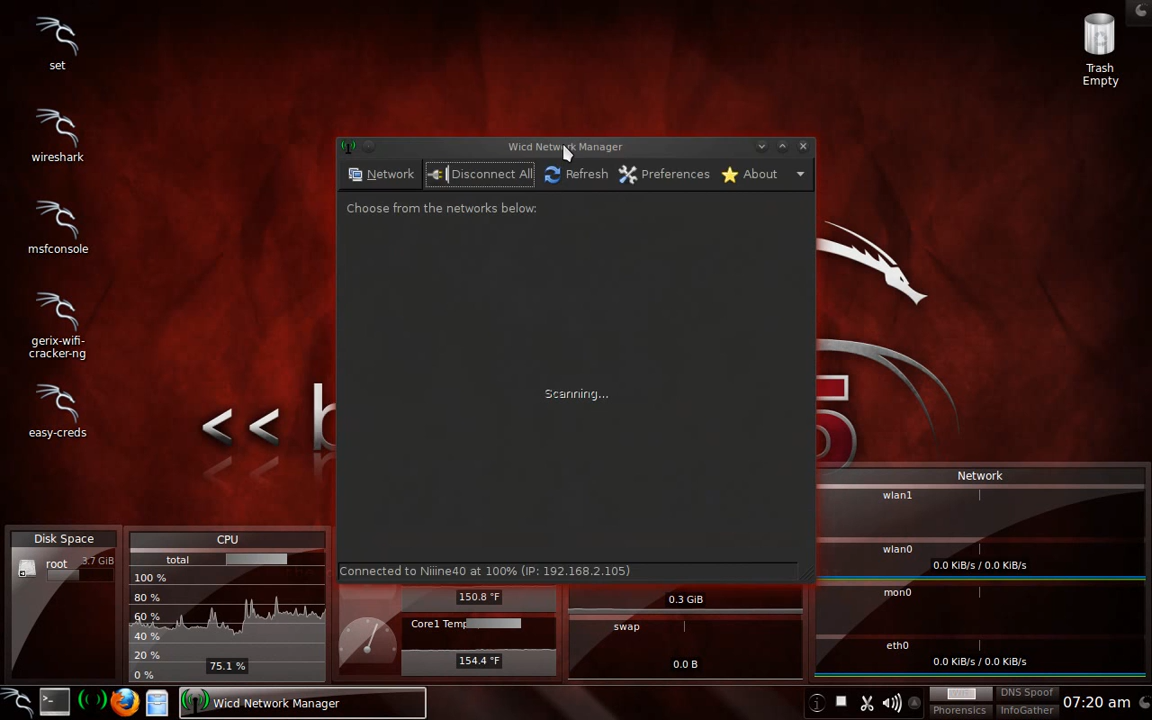 set
wireshark
msfconsole
gerix-wifi-
cracker-ng
easy-creds
Trash
Empty
Wicd Network Manager
Network
Disconnect All
Refresh
Preferences
About
Choose from the networks below:
Scanning...
Connected to Niiine40 at 100% (IP: 192.168.2.105)
<< b
5
Disk Space
root
3.7 GiB
CPU
total
100 %
80 %
60 %
40 %
20 %
0 %
75.1 %
150.8 °F
Core1 Temp
154.4 °F
0.3 GiB
swap
0.0 B
Network
wlan1
wlan0
0.0 KiB/s / 0.0 KiB/s
mon0
eth0
0.0 KiB/s / 0.0 KiB/s
Wicd Network Manager
DNS Spoof
Phorensics
InfoGather
07:20 am